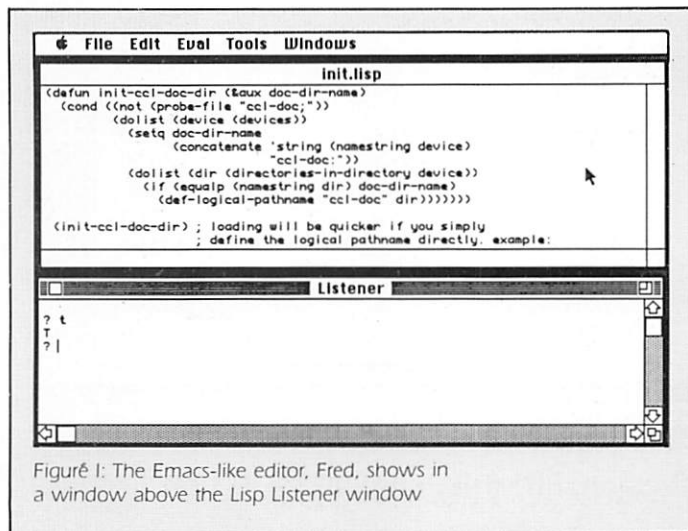 File Edit Eval Tools Windows
init.lisp
(defun init-ccl-doc-dir (&aux doc-dir-name)
(cond ((not (probe-file "ccl-doc;"))
(dolist (device (devices))
(setq doc-dir-name
(concatenate 'string (namestring device)
"ccl-doc:"))
(dolist (dir (directories-in-directory device))
(if (equalp (namestring dir) doc-dir-name)
(def-logical-pathname "ccl-doc" dir)))))))
(init-ccl-doc-dir) ; loading will be quicker if you simply
; define the logical pathname directly. example:
Listener
? t
T
?
Figure 1: The Emacs-like editor, Fred, shows in
a window above the Lisp Listener window